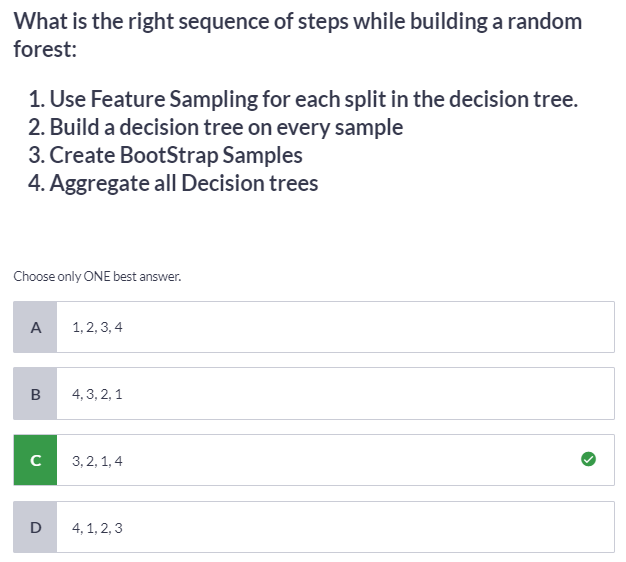 What is the right sequence of steps while building a random
forest:
1. Use Feature Sampling for each split in the decision tree.
2. Build a decision tree on every sample
3. Create BootStrap Samples
4. Aggregate all Decision trees
Choose only ONE best answer.
A 1, 2, 3, 4
B 4, 3, 2, 1
C 3, 2, 1, 4
D 4, 1, 2, 3